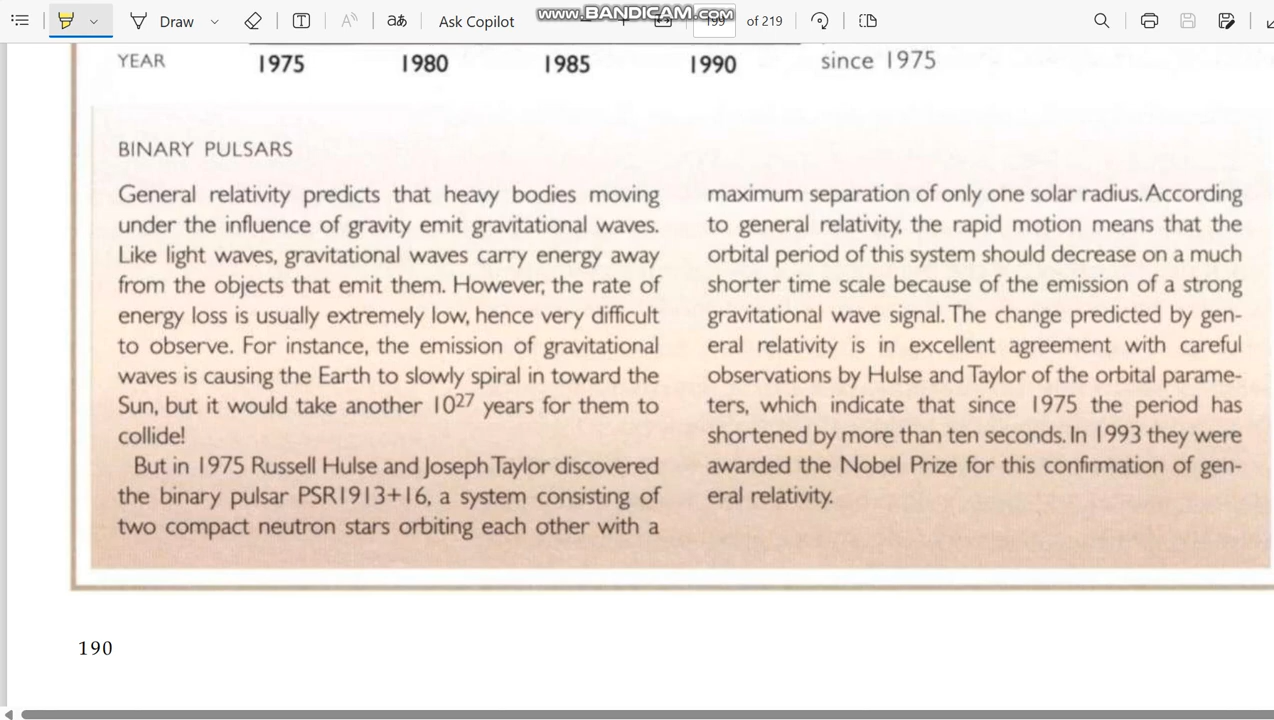 Draw
Ask Copilot
www.BANDICAM.com
199 of 219
YEAR 1975 1980 1985 1990 since 1975
BINARY PULSARS
General relativity predicts that heavy bodies moving
under the influence of gravity emit gravitational waves.
Like light waves, gravitational waves carry energy away
from the objects that emit them. However, the rate of
energy loss is usually extremely low, hence very difficult
to observe. For instance, the emission of gravitational
waves is causing the Earth to slowly spiral in toward the
Sun, but it would take another 10²⁷ years for them to
collide!
But in 1975 Russell Hulse and Joseph Taylor discovered
the binary pulsar PSR1913+16, a system consisting of
two compact neutron stars orbiting each other with a
maximum separation of only one solar radius. According
to general relativity, the rapid motion means that the
orbital period of this system should decrease on a much
shorter time scale because of the emission of a strong
gravitational wave signal. The change predicted by gen-
eral relativity is in excellent agreement with careful
observations by Hulse and Taylor of the orbital parame-
ters, which indicate that since 1975 the period has
shortened by more than ten seconds. In 1993 they were
awarded the Nobel Prize for this confirmation of gen-
eral relativity.
190